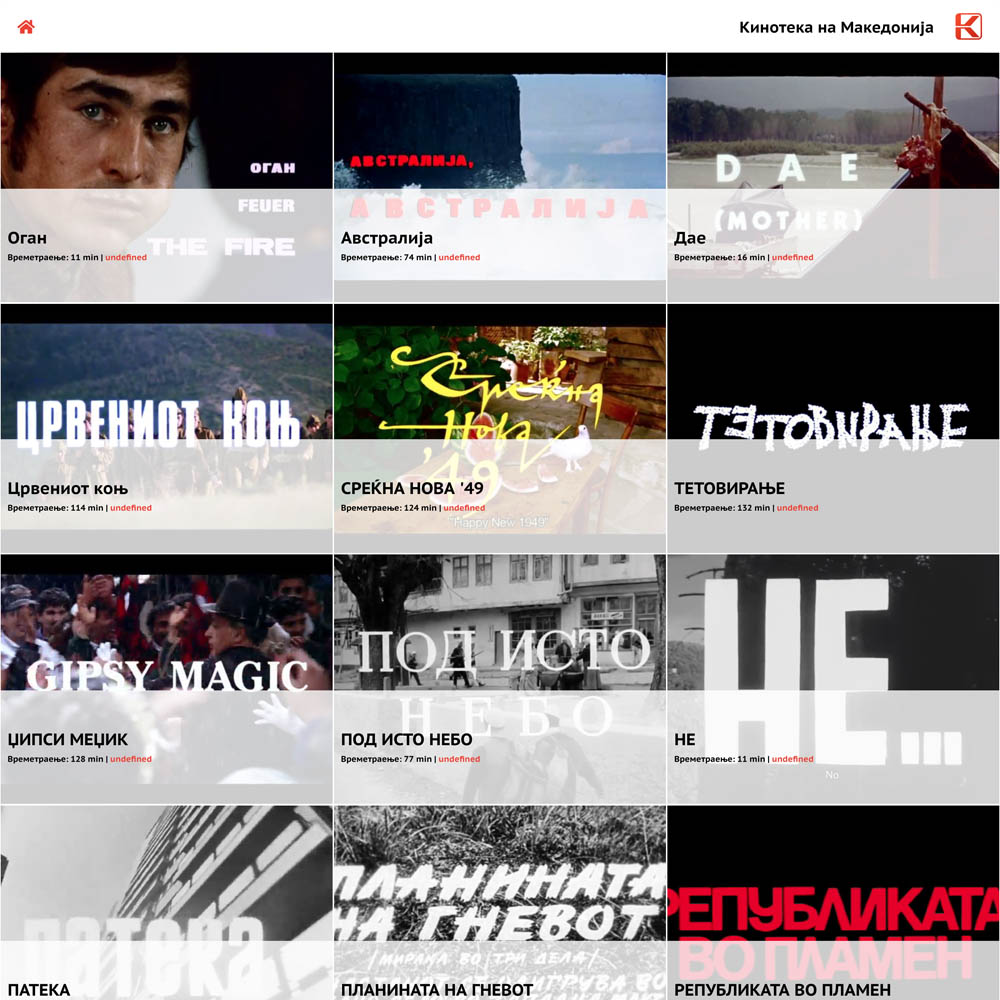 Кинотека на Македонија
ОГАН
FEUER
THE FIRE
Оган
Времетраење: 11 min | undefined
АВСТРАЛИЈА,
АВСТРАЛИЈА
Австралија
Времетраење: 74 min | undefined
DAE
(MOTHER)
Дае
Времетраење: 16 min | undefined
ЦРВЕНИОТ КОЊ
Црвениот коњ
Времетраење: 114 min | undefined
Среќна
Нова
'49
"Happy New 1949"
СРЕЌНА НОВА '49
Времетраење: 124 min | undefined
ТЕТОВИРАЊЕ
ТЕТОВИРАЊЕ
Времетраење: 132 min | undefined
GIPSY MAGIC
ЏИПСИ МЕЏИК
Времетраење: 128 min | undefined
ПОД ИСТО
НЕБО
ПОД ИСТО НЕБО
Времетраење: 77 min | undefined
НЕ...
No
НЕ
Времетраење: 11 min | undefined
патека
ПАТЕКА
ПЛАНИНАТА
НА ГНЕВОТ
/МИРАКА ВО ТРИ ДЕЛА/
ПЛАНИНАТА НА ГНЕВОТ
РЕПУБЛИКАТА
ВО ПЛАМЕН
РЕПУБЛИКАТА ВО ПЛАМЕН